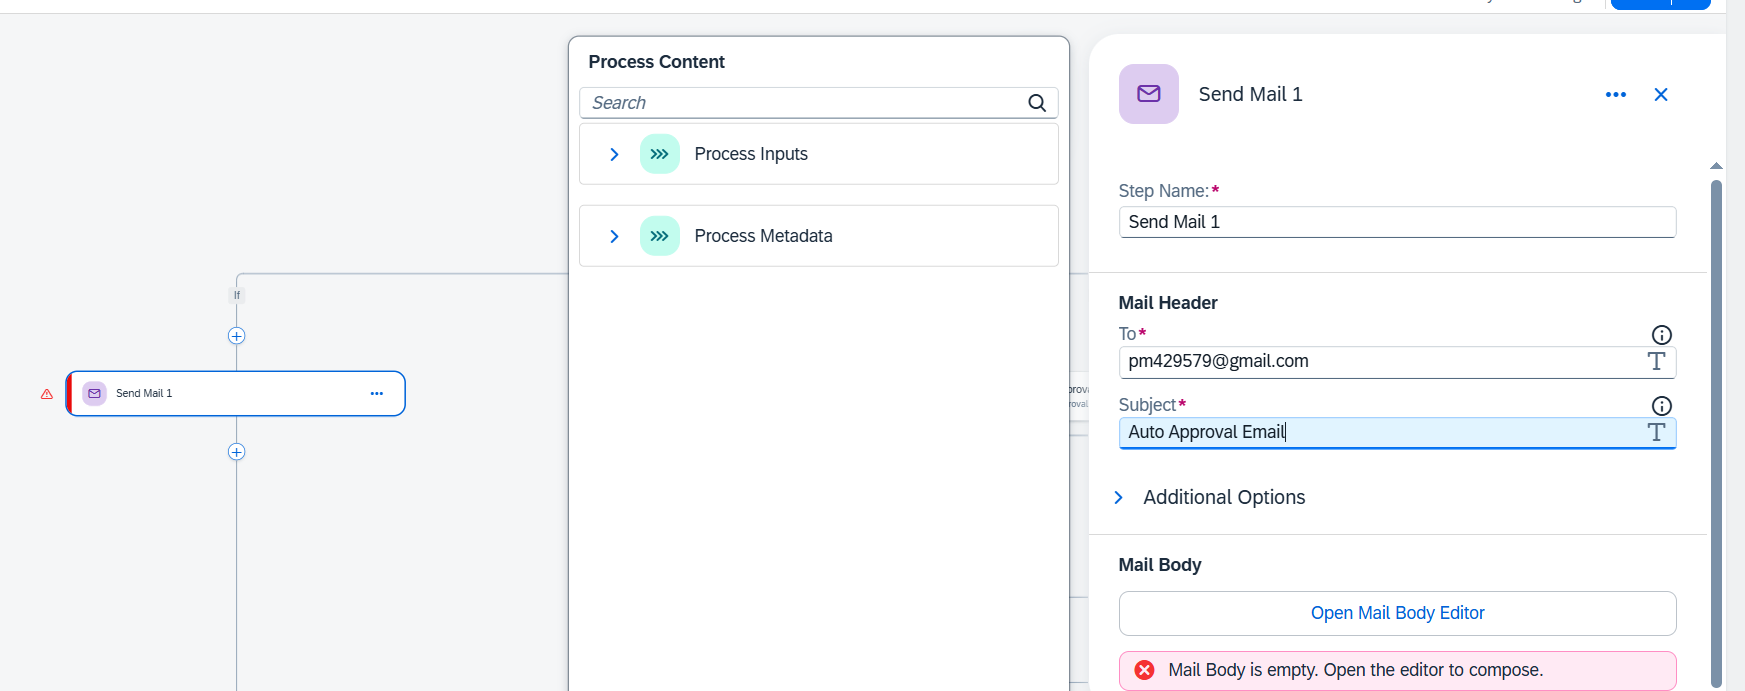 Process Content
Search
Process Inputs
Process Metadata
If
Send Mail 1
Send Mail 1
Step Name:*
Send Mail 1
Mail Header
To*
pm429579@gmail.com
Subject*
Auto Approval Email
Additional Options
Mail Body
Open Mail Body Editor
Mail Body is empty. Open the editor to compose.